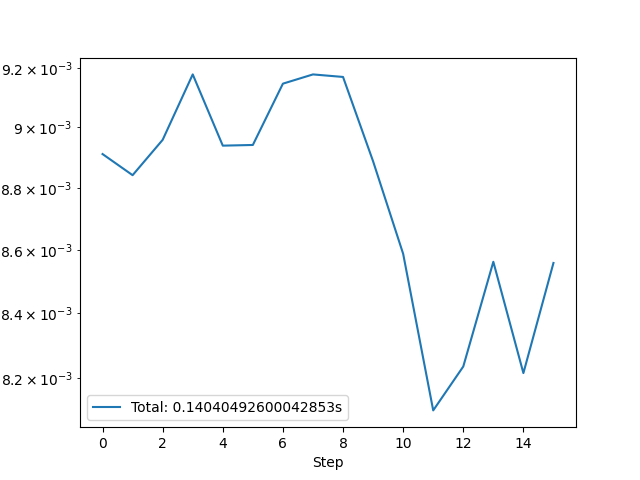 9.2 × 10⁻³
9 × 10⁻³
8.8 × 10⁻³
8.6 × 10⁻³
8.4 × 10⁻³
8.2 × 10⁻³
Total: 0.14040492600042853s
0 2 4 6 8 10 12 14
Step